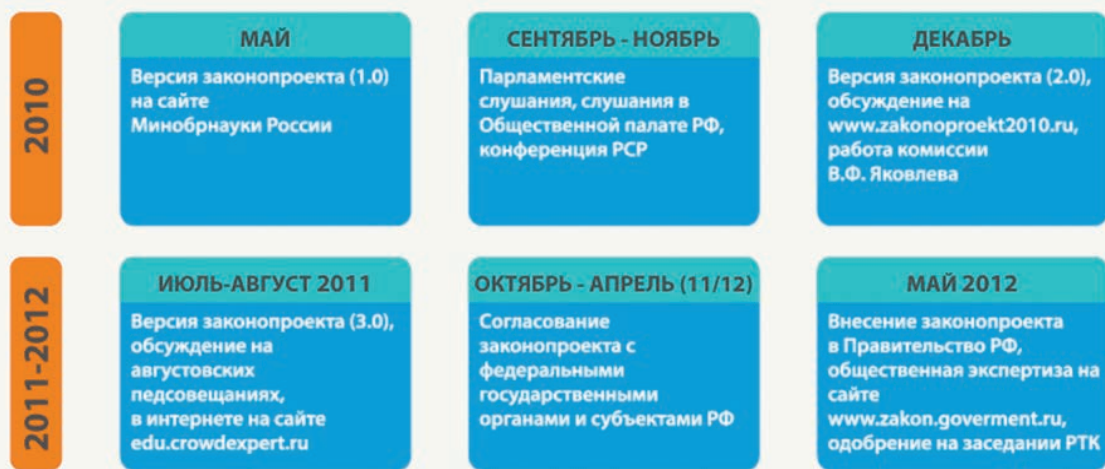 2010
МАЙ
Версия законопроекта (1.0)
на сайте
Минобрнауки России
СЕНТЯБРЬ - НОЯБРЬ
Парламентские
слушания, слушания в
Общественной палате РФ,
конференция РСР
ДЕКАБРЬ
Версия законопроекта (2.0),
обсуждение на
www.zakonoproekt2010.ru,
работа комиссии
В.Ф. Яковлева
2011-2012
ИЮЛЬ-АВГУСТ 2011
Версия законопроекта (3.0),
обсуждение на
августовских
педсовещаниях,
в интернете на сайте
edu.crowdexpert.ru
ОКТЯБРЬ - АПРЕЛЬ (11/12)
Согласование
законопроекта с
федеральными
государственными
органами и субъектами РФ
МАЙ 2012
Внесение законопроекта
в Правительство РФ,
общественная экспертиза на
сайте
www.zakon.goverment.ru,
одобрение на заседании РТК